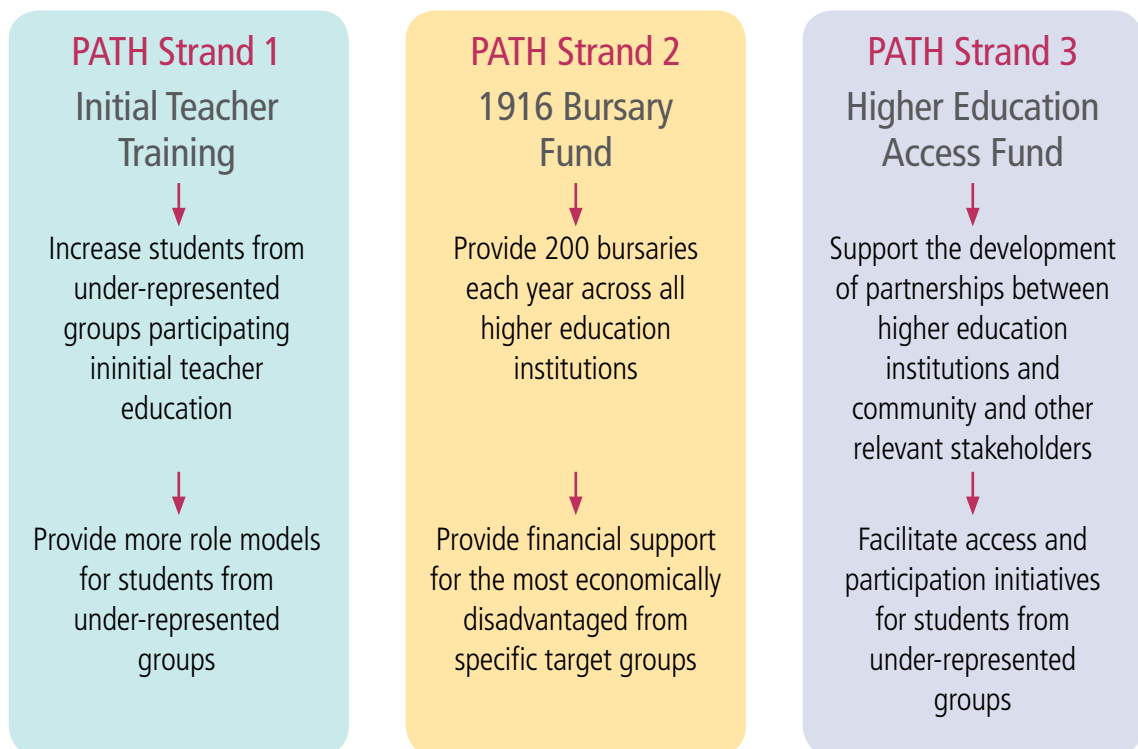 PATH Strand 1
Initial Teacher
Training
Increase students from
under-represented
groups participating
ininitial teacher
education
Provide more role models
for students from
under-represented
groups
PATH Strand 2
1916 Bursary
Fund
Provide 200 bursaries
each year across all
higher education
institutions
Provide financial support
for the most economically
disadvantaged from
specific target groups
PATH Strand 3
Higher Education
Access Fund
Support the development
of partnerships between
higher education
institutions and
community and other
relevant stakeholders
Facilitate access and
participation initiatives
for students from
under-represented
groups